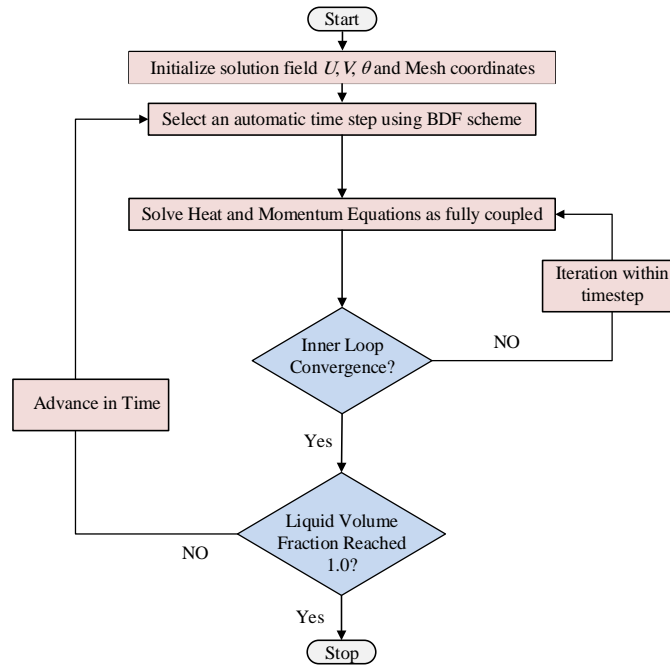 Start
Initialize solution field U, V, θ and Mesh coordinates
Select an automatic time step using BDF scheme
Solve Heat and Momentum Equations as fully coupled
Iteration within
timestep
Inner Loop
Convergence?
NO
Advance in Time
Yes
Liquid Volume
Fraction Reached
1.0?
NO
Yes
Stop